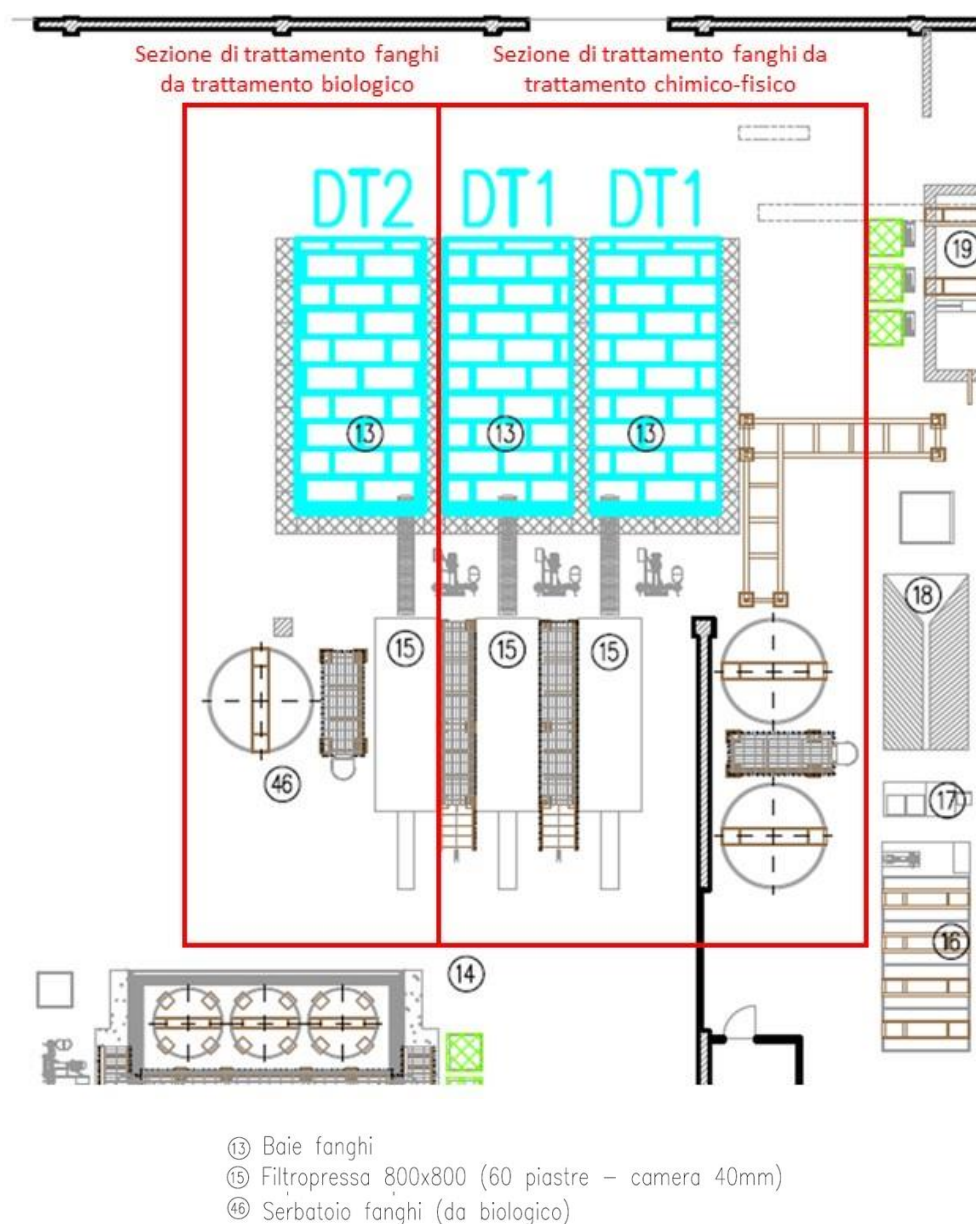 Sezione di trattamento fanghi
da trattamento biologico
Sezione di trattamento fanghi da
trattamento chimico-fisico
DT2 DT1 DT1
19
13 13 13
18
15 15 15
46
17
16
14
13 Baie fanghi
15 Filtropressa 800x800 (60 piastre – camera 40mm)
46 Serbatoio fanghi (da biologico)